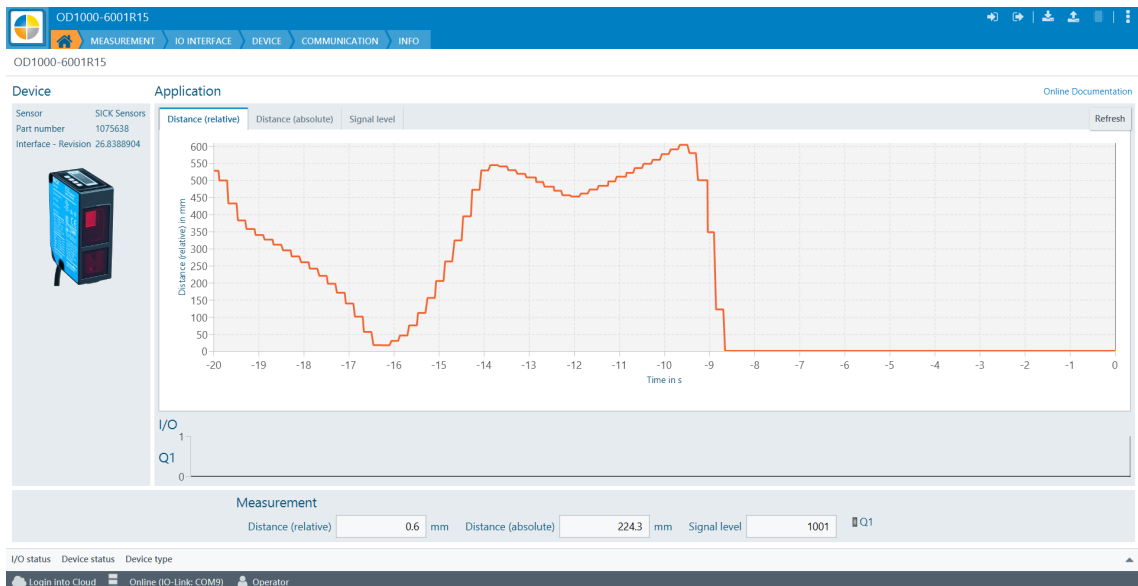 OD1000-6001R15
MEASUREMENT IO INTERFACE DEVICE COMMUNICATION INFO
OD1000-6001R15
Device
Application
Online Documentation
Sensor SICK Sensors
Part number 1075638
Interface - Revision 26.8388904
Distance (relative) Distance (absolute) Signal level
Refresh
Distance (relative) in mm
600
550
500
450
400
350
300
250
200
150
100
50
0
-20 -19 -18 -17 -16 -15 -14 -13 -12 -11 -10 -9 -8 -7 -6 -5 -4 -3 -2 -1 0
Time in s
I/O
1
Q1
0
Measurement
Distance (relative) 0.6 mm Distance (absolute) 224.3 mm Signal level 1001 Q1
I/O status Device status Device type
Login into Cloud Online (IO-Link: COM9) Operator